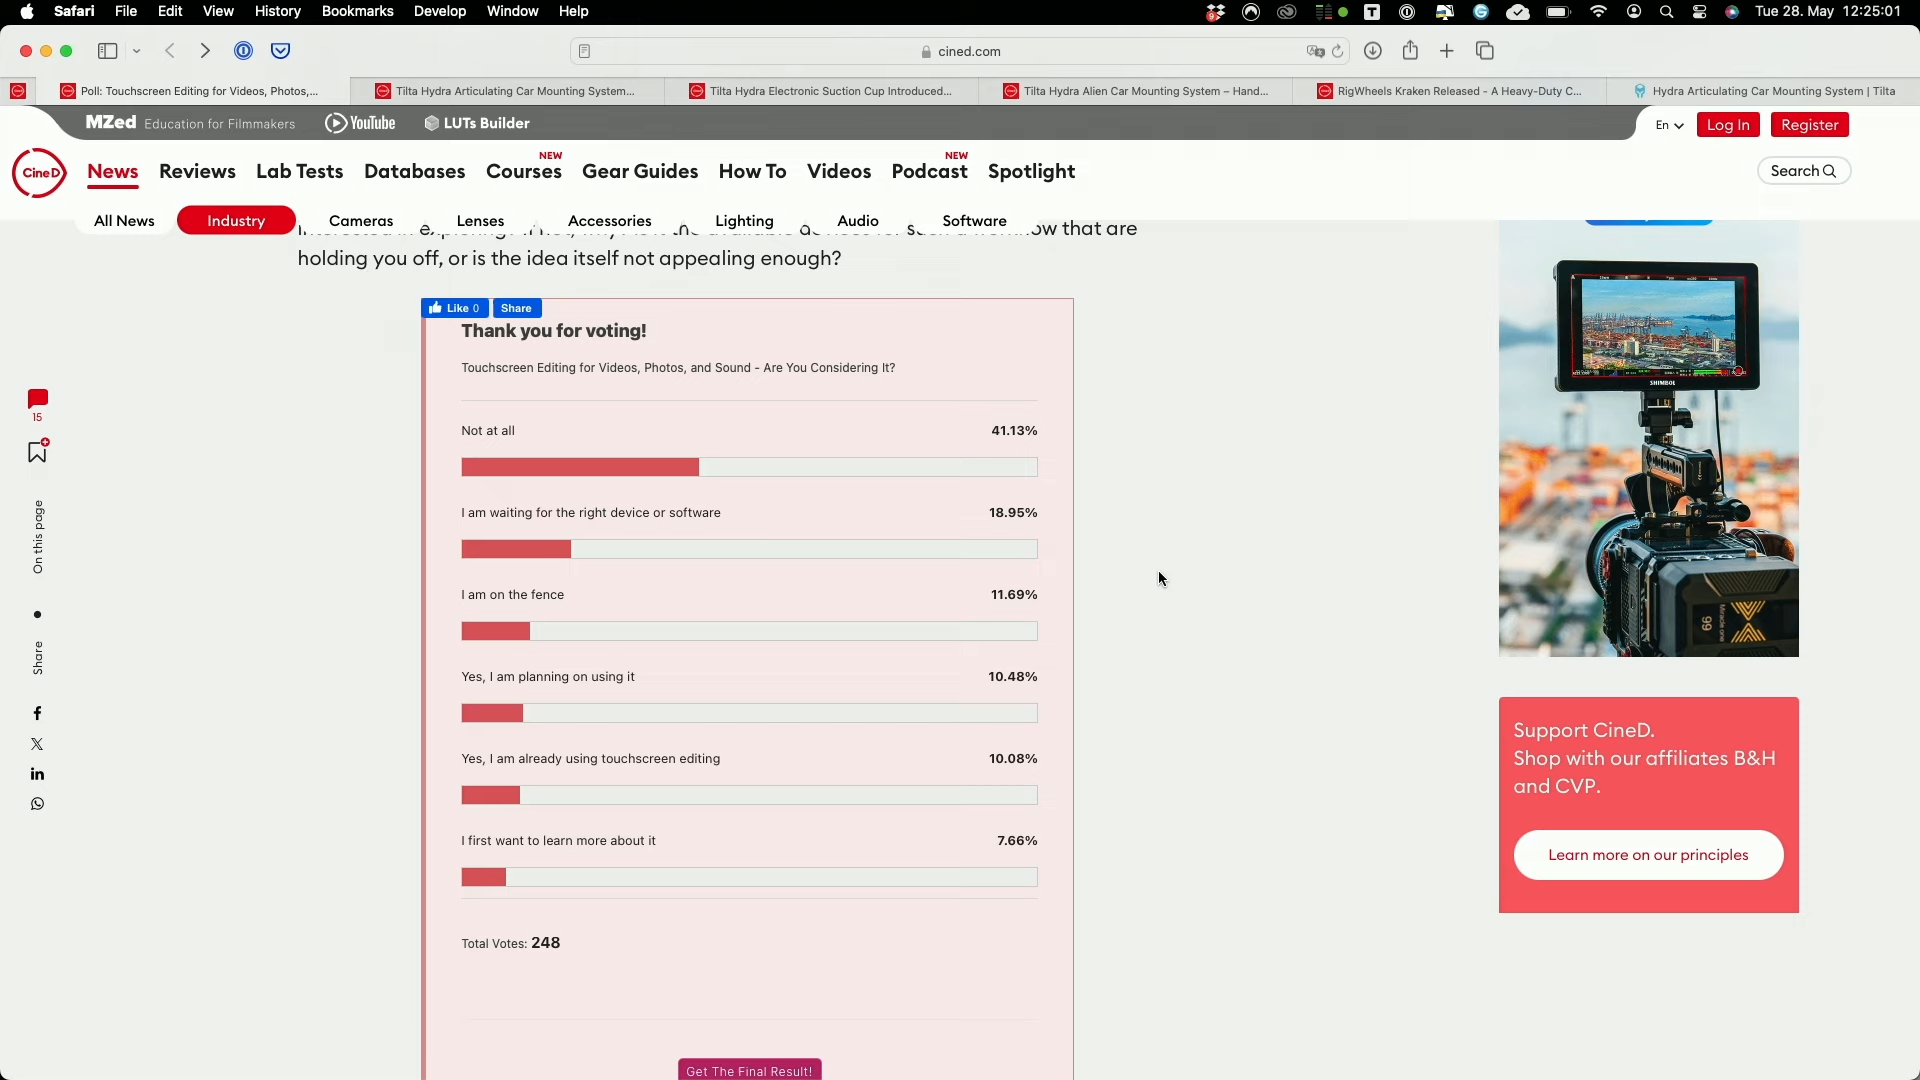 Safari File Edit View History Bookmarks Develop Window Help 9 T Tue 28. May 12:25:01
cined.com
Poll: Touchscreen Editing for Videos, Photos,... Tilta Hydra Articulating Car Mounting System... Tilta Hydra Electronic Suction Cup Introduced... Tilta Hydra Alien Car Mounting System – Hand... RigWheels Kraken Released - A Heavy-Duty C... Hydra Articulating Car Mounting System | Tilta
MZed Education for Filmmakers YouTube LUTs Builder En Log In Register
NEW NEW
CineD News Reviews Lab Tests Databases Courses Gear Guides How To Videos Podcast Spotlight Search
All News Industry Cameras Lenses Accessories Lighting Audio Software
that are
holding you off, or is the idea itself not appealing enough?
Like 0 Share
Thank you for voting!
Touchscreen Editing for Videos, Photos, and Sound - Are You Considering It?
Not at all 41.13%
I am waiting for the right device or software 18.95%
I am on the fence 11.69%
Yes, I am planning on using it 10.48%
Yes, I am already using touchscreen editing 10.08%
I first want to learn more about it 7.66%
Total Votes: 248
Get The Final Result!
15
On this page
Share
SHIMBOL
99
Support CineD.
Shop with our affiliates B&H
and CVP.
Learn more on our principles